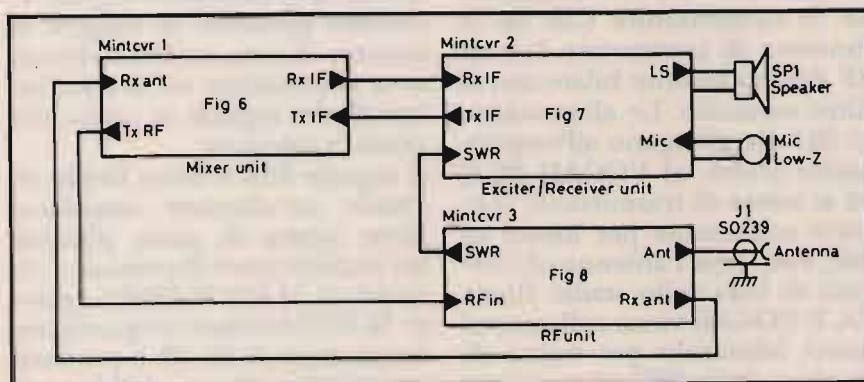 Mintcvr 1
Rx ant
Rx IF
Fig 6
Tx RF
Tx IF
Mixer unit
Mintcvr 2
Rx IF
LS
SP1
Speaker
Fig 7
Tx IF
Mic
Mic
Low-Z
SWR
Exciter/Receiver unit
Mintcvr 3
SWR
Ant
J1
SO239
Antenna
Fig 8
RF in
Rx ant
RF unit